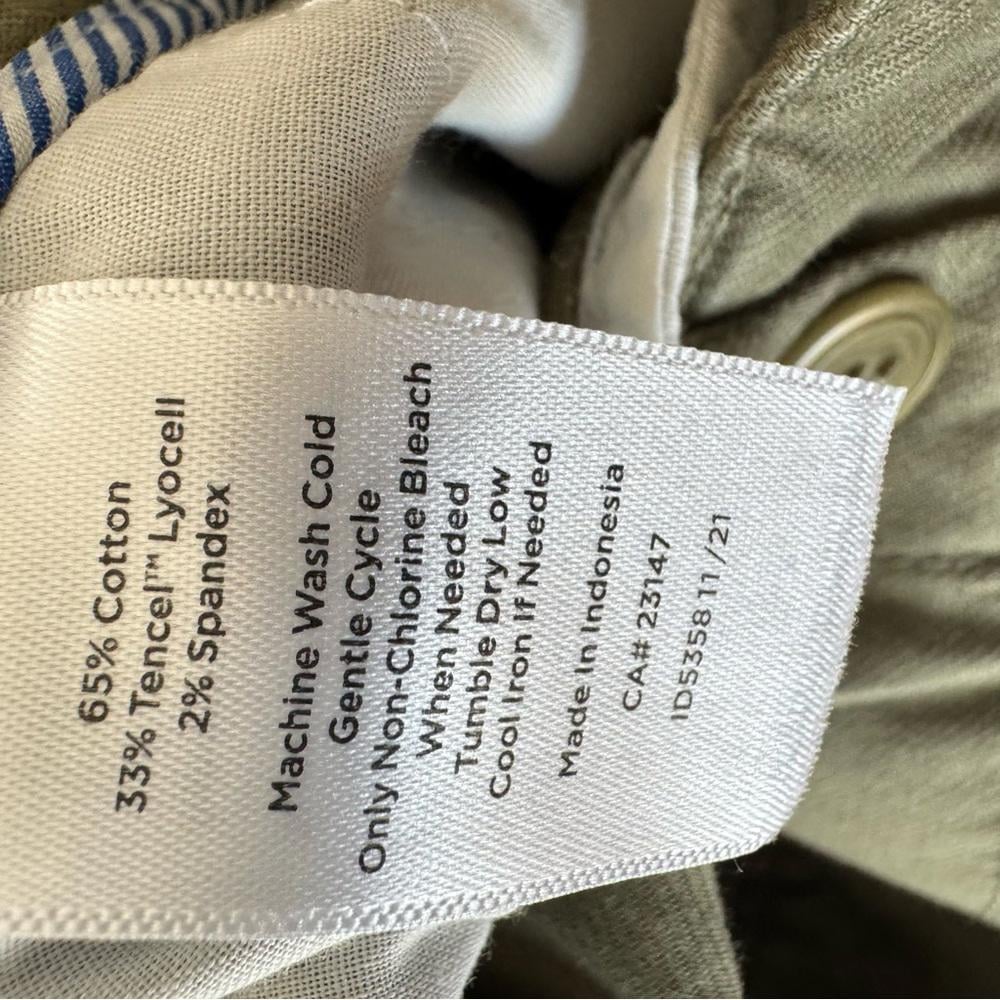 65% Cotton
33% Tencel™ Lyocell
2% Spandex
Machine Wash Cold
Gentle Cycle
Only Non-Chlorine Bleach
When Needed
Tumble Dry Low
Cool Iron If Needed
Made In Indonesia
CA# 23147
ID5358 11/21